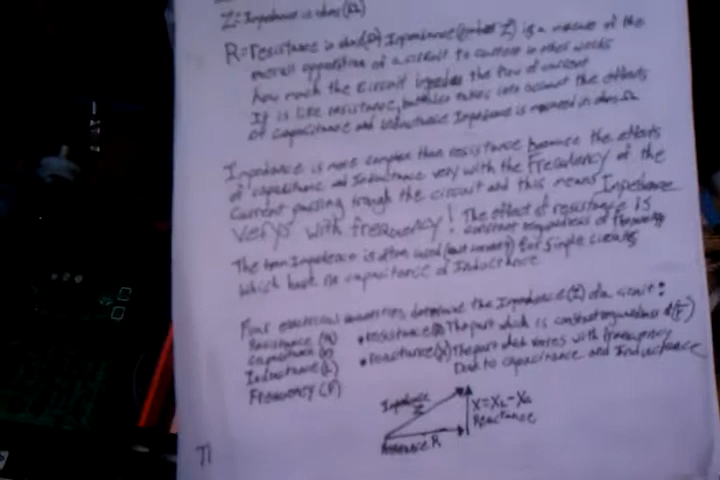 Z=Impedance is ohms(Ω)
R=resistance is ohms(Ω) Impedance (symbol Z) is a measure of the
overall opposition of a circuit to current in other words
how much the circuit impedes the flow of current
It is like resistance, but takes into account the effects
of capacitance and inductance Impedance is measured in ohms Ω
Impedance is more complex than resistance because the effects
of capacitance and Inductance vary with the Frequency of the
current passing trough the circuit and this means Impedance
verys with frequency! The effect of resistance is
constant regardless of frequency
The term Impedence is often used for simple circuits
which have no capacitance or Inductance
Four electrical quantities determine the Impedance (Z) of a circuit:
Resistance (R)
Capacitance
Inductance (L)
Frequency (F)
• resistance (R) The part which is constant regardless of (F)
• reactance (X) The part which varies with frequency
Due to capacitance and Inductance
Impedance
Z
X=XL-XC
Reactance
Resistance R